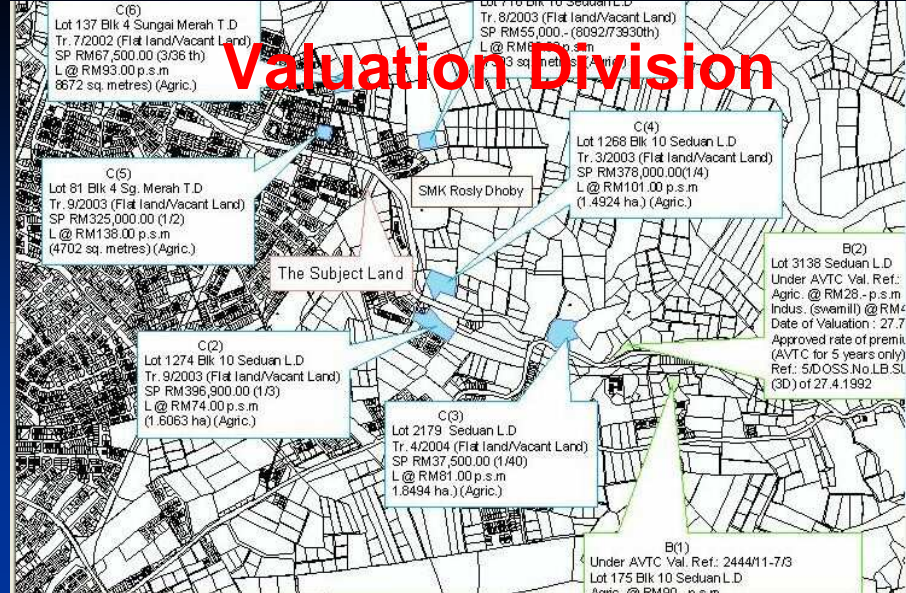 C(6)
Lot 137 Blk 4 Sungai Merah T.D
Tr. 7/2002 (Flat land/Vacant Land)
SP RM67,500.00 (3/36 th)
L @ RM93.00 p.s.m
8672 sq. metres) (Agric.)
Tr. 8/2003 (Flat land/Vacant Land)
SP RM55,000.- (8092/73930th)
Valuation Division
C(4)
Lot 1268 Blk 10 Seduan L.D
Tr. 3/2003 (Flat land/Vacant Land)
SP RM378,000.00(1/4)
L @ RM101.00 p.s.m
(1.4924 ha.) (Agric.)
C(5)
Lot 81 Blk 4 Sg. Merah T.D
Tr. 9/2003 (Flat land/Vacant Land)
SP RM325,000.00 (1/2)
L @ RM138.00 p.s.m
(4702 sq. metres) (Agric.)
SMK Rosly Dhoby
The Subject Land
B(2)
Lot 3138 Seduan L.D
Under AVTC Val. Ref.:
Agric. @ RM28.- p.s.m
Indus. (swamill) @
Date of Valuation : 27.7
Approved rate of
(AVTC for 5 years only)
Ref.: 5/DOSS.No.LB.
(3D) of 27.4.1992
C(2)
Lot 1274 Blk 10 Seduan L.D
Tr. 9/2003 (Flat land/Vacant Land)
SP RM396,900.00 (1/3)
L @ RM74.00 p.s.m
(1.6063 ha) (Agric.)
C(3)
Lot 2179 Seduan L.D
Tr. 4/2004 (Flat land/Vacant Land)
SP RM37,500.00 (1/40)
L @ RM81.00 p.s.m
1.8494 ha.) (Agric.)
B(1)
Under AVTC Val. Ref.: 2444/11-7/3
Lot 175 Blk 10 Seduan L.D